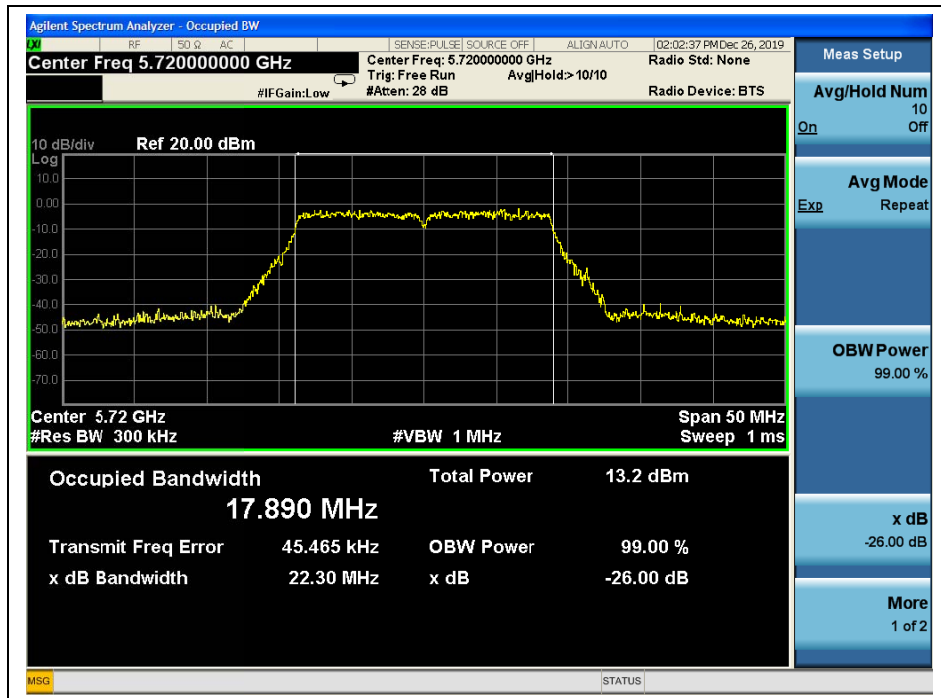 Agilent Spectrum Analyzer - Occupied BW
LXI RF 50 Ω AC SENSE:PULSE SOURCE OFF ALIGN AUTO 02:02:37 PM Dec 26, 2019
Center Freq 5.720000000 GHz
Center Freq: 5.720000000 GHz Radio Std: None
Trig: Free Run Avg|Hold:> 10/10
#IFGain:Low #Atten: 28 dB Radio Device: BTS
10 dB/div Ref 20.00 dBm
Log
10.0
0.00
-10.0
-20.0
-30.0
-40.0
-50.0
-60.0
-70.0
Center 5.72 GHz Span 50 MHz
#Res BW 300 kHz #VBW 1 MHz Sweep 1 ms
Occupied Bandwidth Total Power 13.2 dBm
17.890 MHz
Transmit Freq Error 45.465 kHz OBW Power 99.00 %
x dB Bandwidth 22.30 MHz x dB -26.00 dB
Meas Setup
Avg/Hold Num
10
On Off
Avg Mode
Exp Repeat
OBW Power
99.00 %
x dB
-26.00 dB
More
1 of 2
MSG STATUS